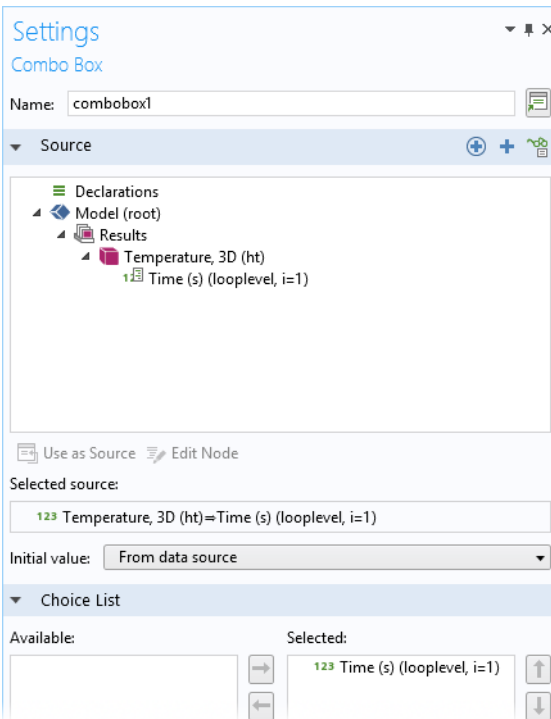 Settings
Combo Box
Name: combobox1
Source
Declarations
Model (root)
Results
Temperature, 3D (ht)
Time (s) (looplevel, i=1)
Use as Source Edit Node
Selected source:
123 Temperature, 3D (ht)⇒Time (s) (looplevel, i=1)
Initial value: From data source
Choice List
Available: Selected:
123 Time (s) (looplevel, i=1)